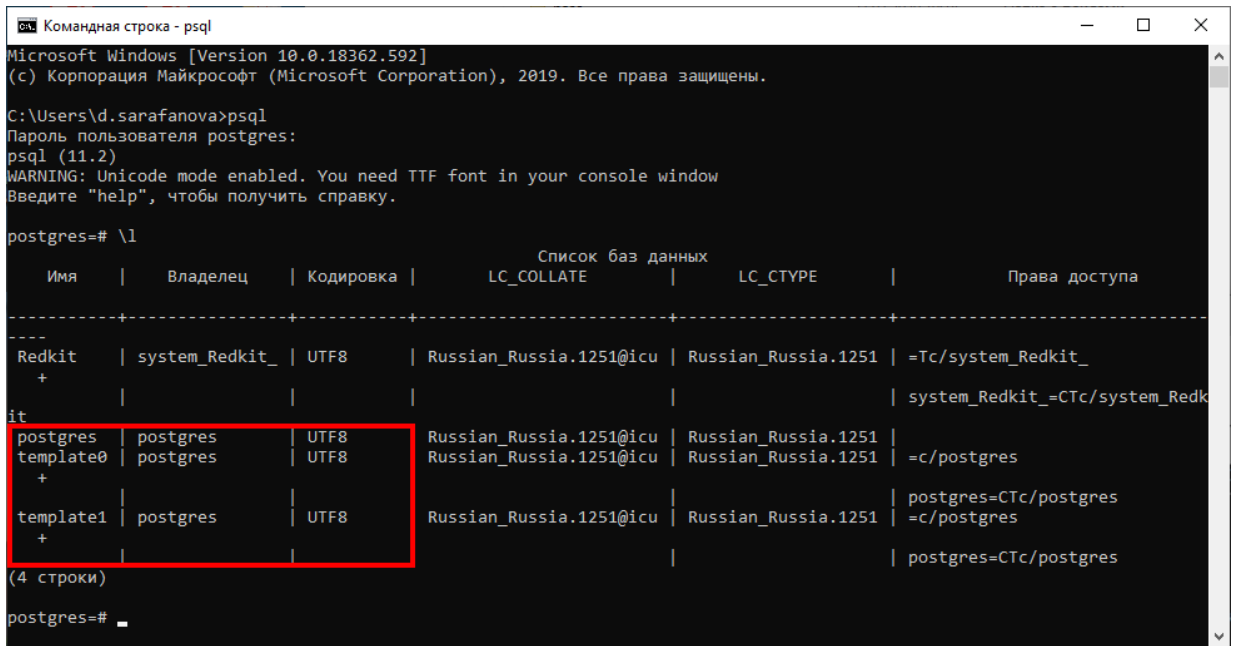 Командная строка - psql
Microsoft Windows [Version 10.0.18362.592]
(c) Корпорация Майкрософт (Microsoft Corporation), 2019. Все права защищены.
C:\Users\d.sarafanova>psql
Пароль пользователя postgres:
psql (11.2)
WARNING: Unicode mode enabled. You need TTF font in your console window
Введите "help", чтобы получить справку.
postgres=# \l
Список баз данных
Имя | Владелец | Кодировка | LC_COLLATE | LC_CTYPE | Права доступа
-----------+----------------+-----------+-------------------------+---------------------+-------------------------------
----
Redkit | system_Redkit_ | UTF8 | Russian_Russia.1251@icu | Russian_Russia.1251 | =Tc/system_Redkit_
+
| | | | | system_Redkit_=CTc/system_Redk
it
postgres | postgres | UTF8 Russian_Russia.1251@icu | Russian_Russia.1251 |
template0 | postgres | UTF8 Russian_Russia.1251@icu | Russian_Russia.1251 | =c/postgres
+
| | | | postgres=CTc/postgres
template1 | postgres | UTF8 Russian_Russia.1251@icu | Russian_Russia.1251 | =c/postgres
+
| | | | postgres=CTc/postgres
(4 строки)
postgres=# _